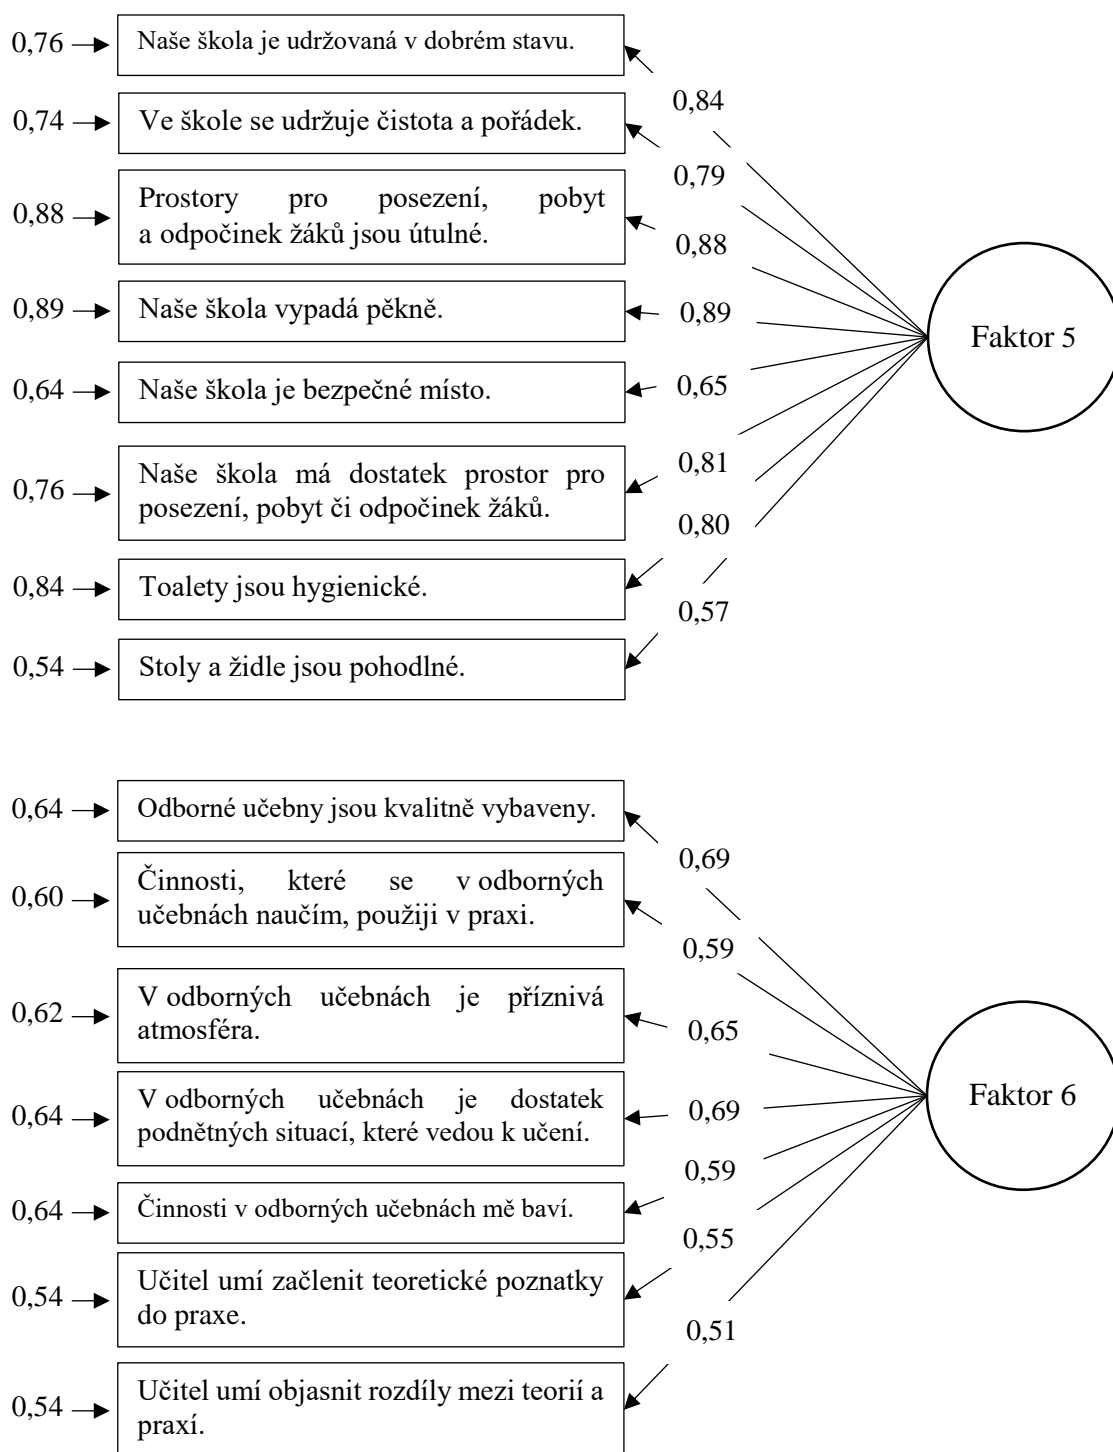 0,76
Naše škola je udržovaná v dobrém stavu.
0,84
0,74
Ve škole se udržuje čistota a pořádek.
0,79
0,88
Prostory pro posezení, pobyt
a odpočinek žáků jsou útulné.
0,88
0,89
Naše škola vypadá pěkně.
0,89
Faktor 5
0,64
Naše škola je bezpečné místo.
0,65
0,76
Naše škola má dostatek prostor pro
posezení, pobyt či odpočinek žáků.
0,81
0,80
0,84
Toalety jsou hygienické.
0,57
0,54
Stoly a židle jsou pohodlné.
0,64
Odborné učebny jsou kvalitně vybaveny.
0,69
0,60
Činnosti, které se v odborných
učebnách naučím, použiji v praxi.
0,59
0,62
V odborných učebnách je příznivá
atmosféra.
0,65
Faktor 6
0,64
V odborných učebnách je dostatek
podnětných situací, které vedou k učení.
0,69
0,59
0,64
Činnosti v odborných učebnách mě baví.
0,55
0,54
Učitel umí začlenit teoretické poznatky
do praxe.
0,51
0,54
Učitel umí objasnit rozdíly mezi teorií a
praxí.